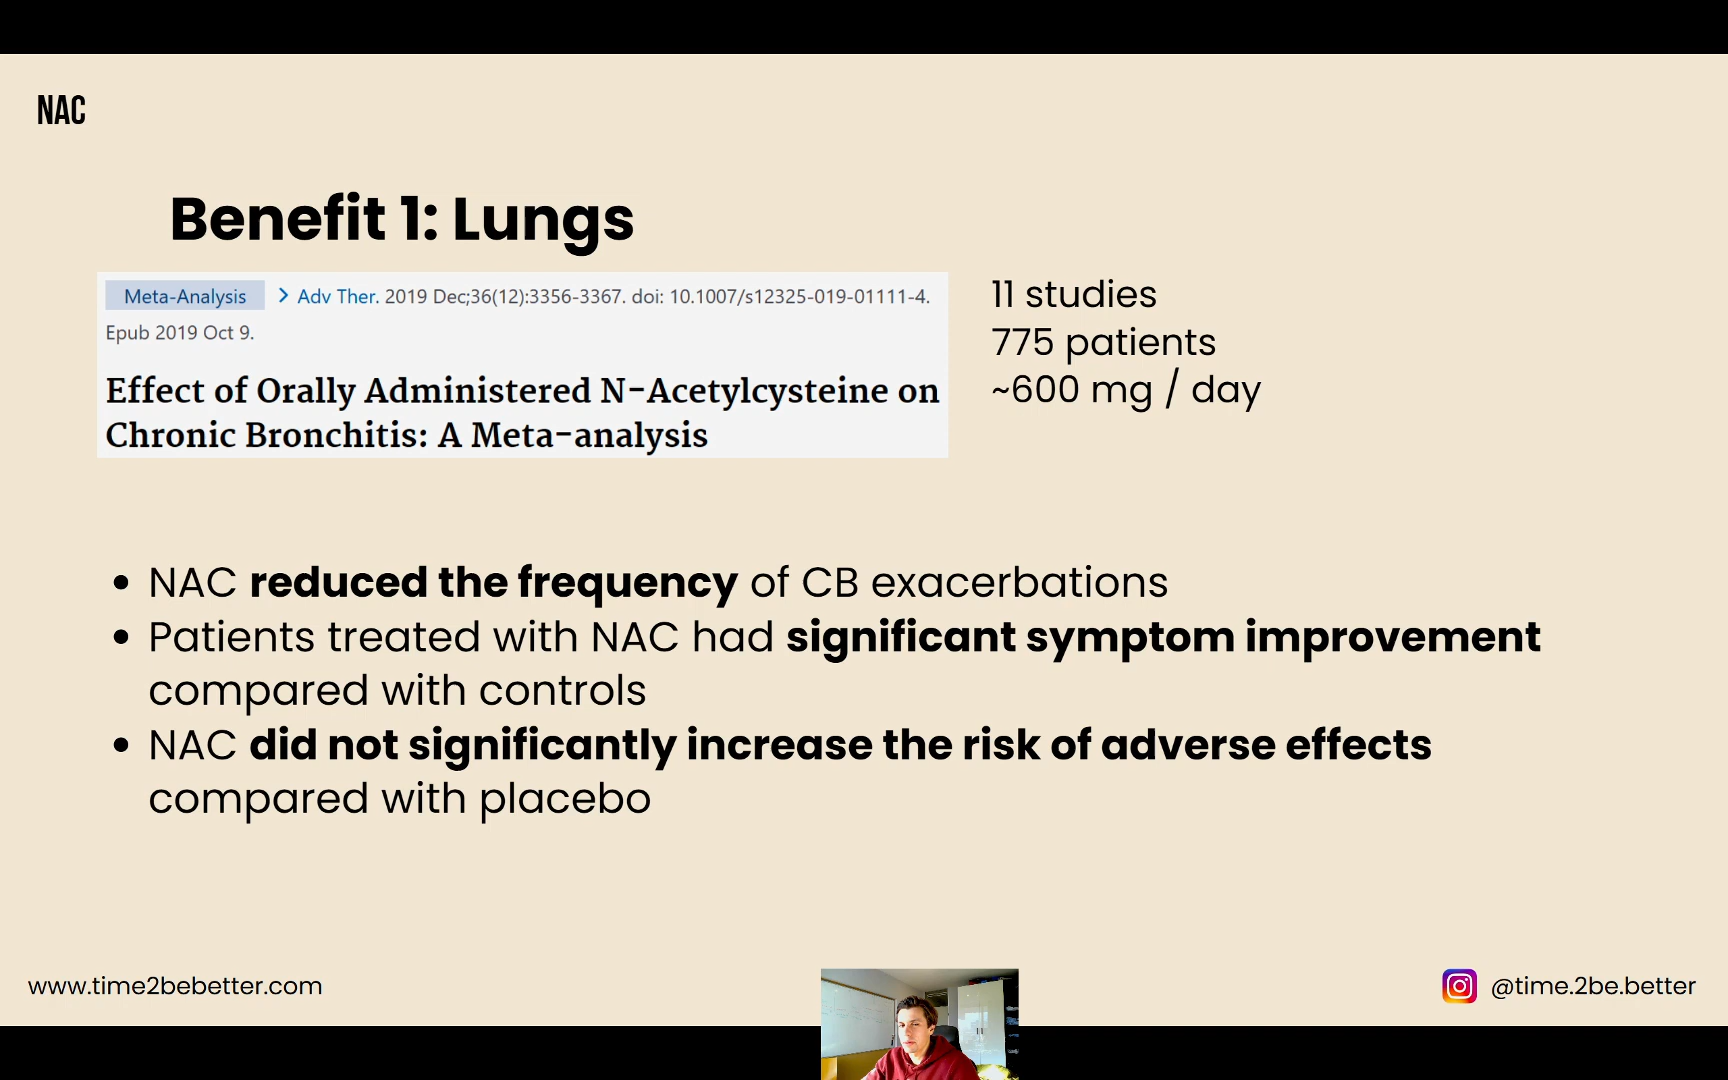 NAC
Benefit 1: Lungs
Meta-Analysis > Adv Ther. 2019 Dec;36(12):3356-3367. doi: 10.1007/s12325-019-01111-4.
Epub 2019 Oct 9.
Effect of Orally Administered N-Acetylcysteine on
Chronic Bronchitis: A Meta-analysis
11 studies
775 patients
~600 mg / day
• NAC reduced the frequency of CB exacerbations
• Patients treated with NAC had significant symptom improvement
compared with controls
• NAC did not significantly increase the risk of adverse effects
compared with placebo
www.time2bebetter.com
@time.2be.better